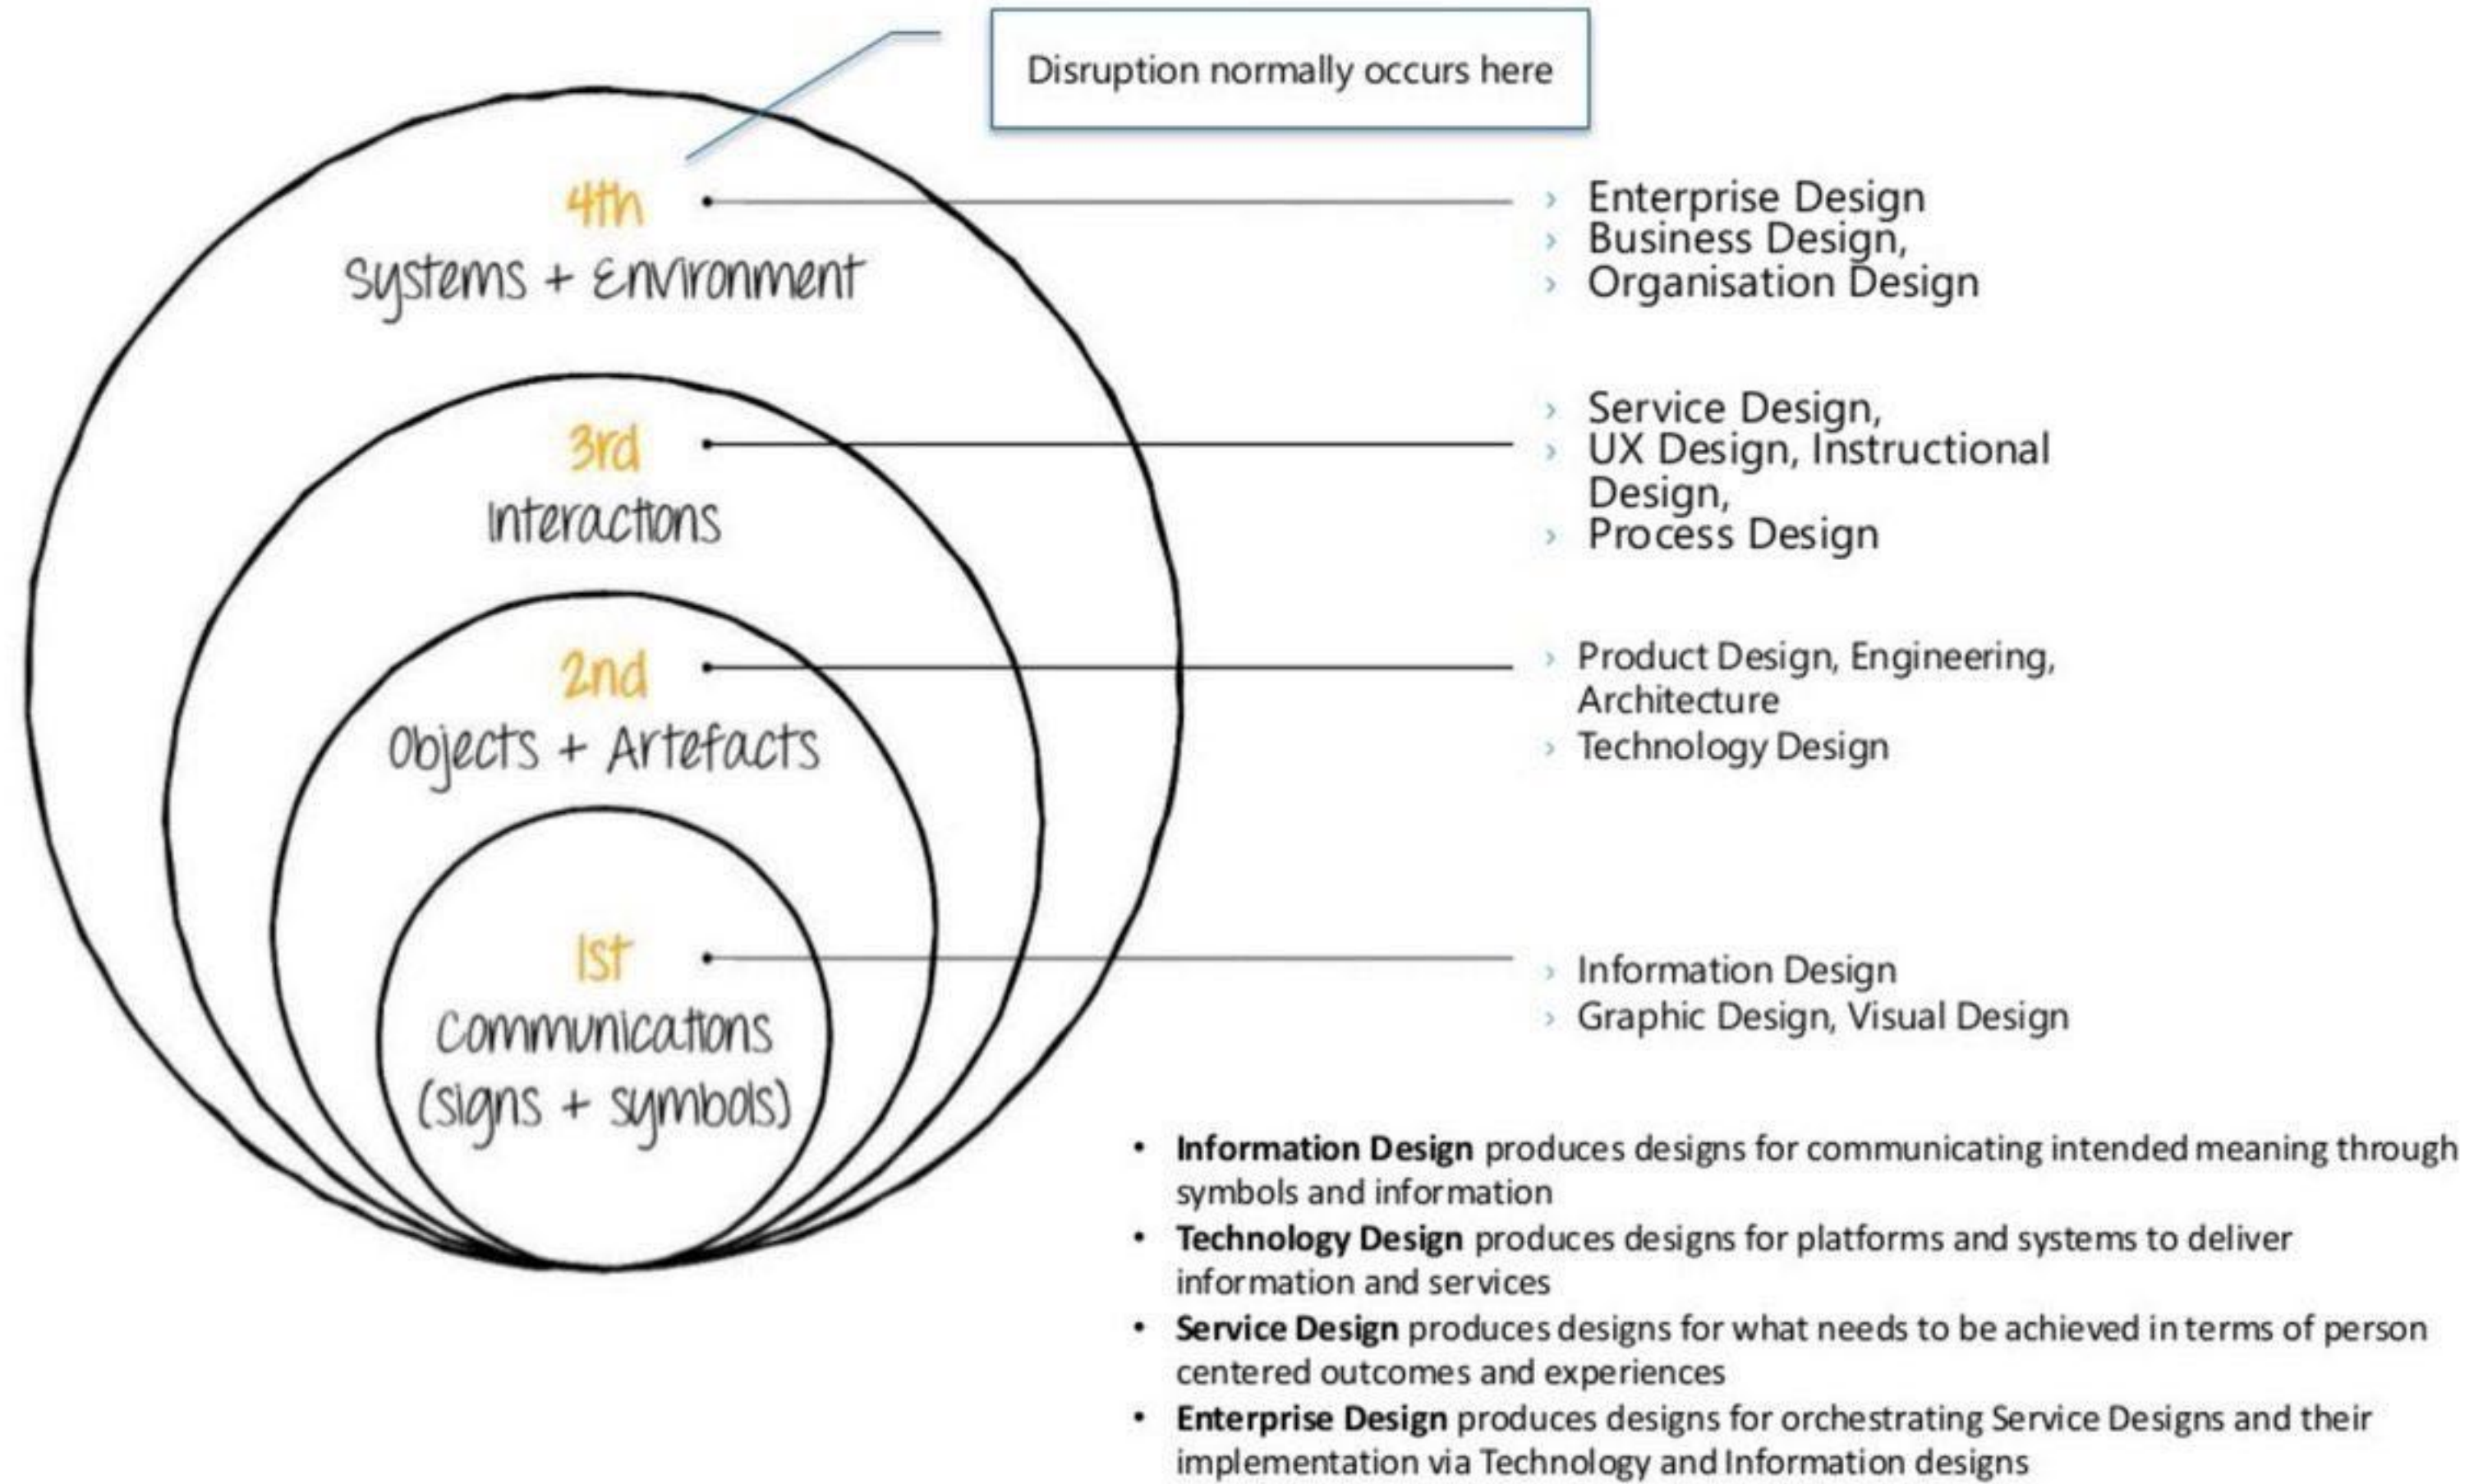 Disruption normally occurs here
4th
Systems + Environment
Enterprise Design
Business Design,
Organisation Design
3rd
Interactions
Service Design,
UX Design, Instructional
Design,
Process Design
2nd
Objects + Artefacts
Product Design, Engineering,
Architecture
Technology Design
1st
Communications
(signs + symbols)
Information Design
Graphic Design, Visual Design
• Information Design produces designs for communicating intended meaning through
symbols and information
• Technology Design produces designs for platforms and systems to deliver
information and services
• Service Design produces designs for what needs to be achieved in terms of person
centered outcomes and experiences
• Enterprise Design produces designs for orchestrating Service Designs and their
implementation via Technology and Information designs